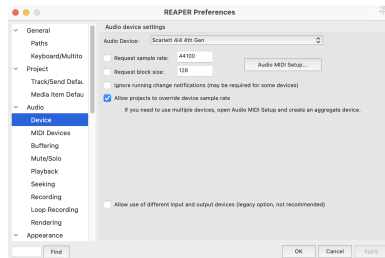 REAPER Preferences
General
Paths
Keyboard/Multito
Project
Track/Send Defau
Media Item Defau
Audio
Device
MIDI Devices
Buffering
Mute/Solo
Playback
Seeking
Recording
Loop Recording
Rendering
Appearance
Find
Audio device settings
Audio Device: Scarlett 4i4 4th Gen
Request sample rate: 44100
Request block size: 128
Audio MIDI Setup...
Ignore running change notifications (may be required for some devices)
Allow projects to override device sample rate
If you need to use multiple devices, open Audio MIDI Setup and create an aggregate device.
Allow use of different input and output devices (legacy option, not recommended)
OK Cancel Apply